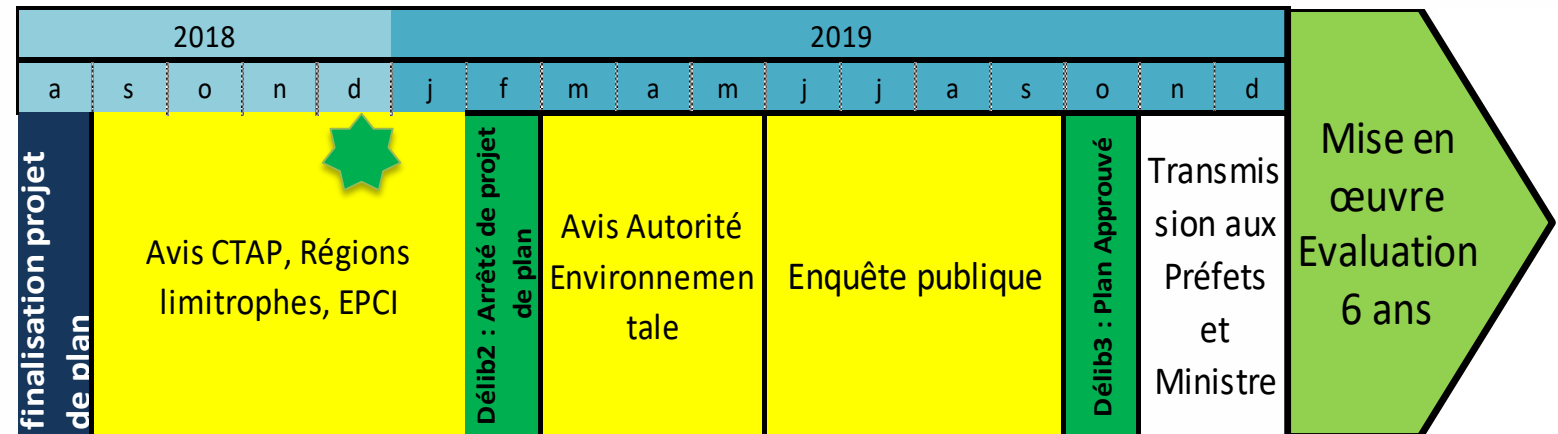 2018 2019
a s o n d j f m a m j j a s o n d
finalisation projet
de plan
Avis CTAP, Régions
limitrophes, EPCI
Délib2 : Arrêté de projet
de plan
Avis Autorité
Environnemen
tale
Enquête publique
Délib3 : Plan Approuvé
Transmis
sion aux
Préfets
et
Ministre
Mise en
œuvre
Evaluation
6 ans